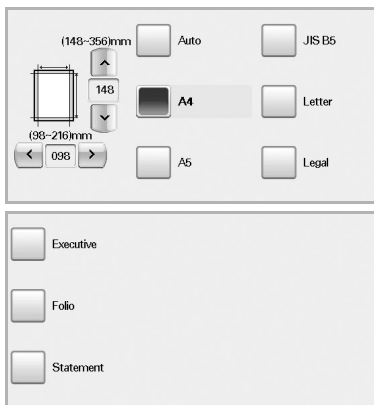 (148~356)mm
Auto
JIS B5
148
A4
Letter
(98~216)mm
098
A5
Legal
Executive
Folio
Statement